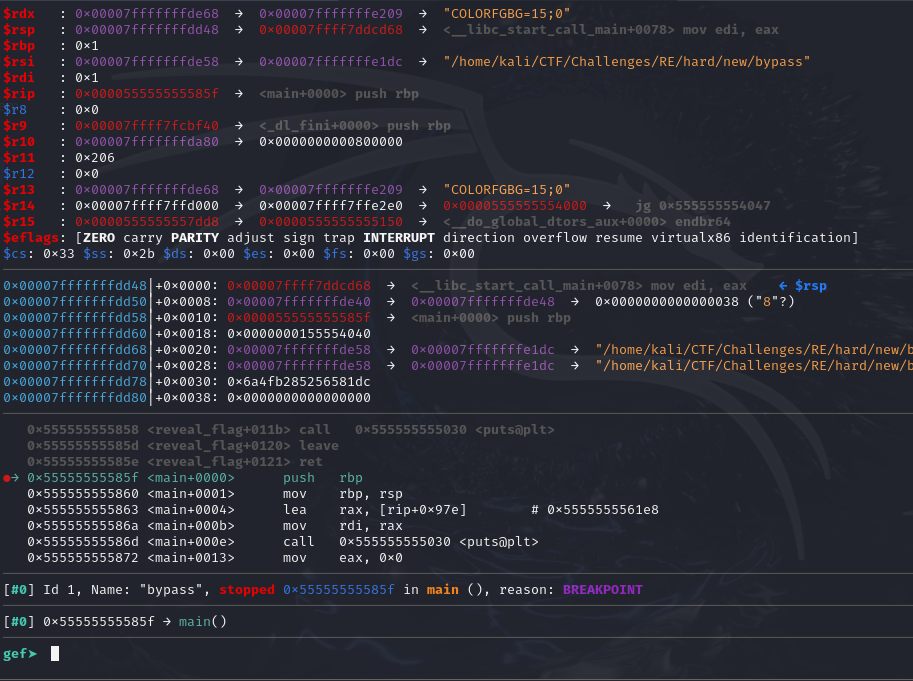 $rdx   : 0x00007fffffffde68  →  0x00007fffffffe209  →  "COLORFGBG=15;0"
$rsp   : 0x00007fffffffdd48  →  0x00007ffff7ddcd68  →  <__libc_start_call_main+0078> mov edi, eax
$rbp   : 0x1
$rsi   : 0x00007fffffffde58  →  0x00007fffffffe1dc  →  "/home/kali/CTF/Challenges/RE/hard/new/bypass"
$rdi   : 0x1
$rip   : 0x000055555555585f  →  <main+0000> push rbp
$r8    : 0x0
$r9    : 0x00007ffff7fcbf40  →  <_dl_fini+0000> push rbp
$r10   : 0x00007fffffffda80  →  0x0000000000800000
$r11   : 0x206
$r12   : 0x0
$r13   : 0x00007fffffffde68  →  0x00007fffffffe209  →  "COLORFGBG=15;0"
$r14   : 0x00007ffff7ffd000  →  0x00007ffff7ffe2e0  →  0x0000555555554000  →   jg 0x555555554047
$r15   : 0x0000555555557dd8  →  0x0000555555555150  →  <__do_global_dtors_aux+0000> endbr64
$eflags: [ZERO carry PARITY adjust sign trap INTERRUPT direction overflow resume virtualx86 identification]
$cs: 0x33 $ss: 0x2b $ds: 0x00 $es: 0x00 $fs: 0x00 $gs: 0x00
0x00007fffffffdd48│+0x0000: 0x00007ffff7ddcd68  →  <__libc_start_call_main+0078> mov edi, eax    ← $rsp
0x00007fffffffdd50│+0x0008: 0x00007fffffffde40  →  0x00007fffffffde48  →  0x0000000000000038 ("8"?)
0x00007fffffffdd58│+0x0010: 0x000055555555585f  →  <main+0000> push rbp
0x00007fffffffdd60│+0x0018: 0x0000000155554040
0x00007fffffffdd68│+0x0020: 0x00007fffffffde58  →  0x00007fffffffe1dc  →  "/home/kali/CTF/Challenges/RE/hard/new/b
0x00007fffffffdd70│+0x0028: 0x00007fffffffde58  →  0x00007fffffffe1dc  →  "/home/kali/CTF/Challenges/RE/hard/new/b
0x00007fffffffdd78│+0x0030: 0x6a4fb285256581dc
0x00007fffffffdd80│+0x0038: 0x0000000000000000
0x555555555858 <reveal_flag+011b> call   0x555555555030 <puts@plt>
0x55555555585d <reveal_flag+0120> leave
0x55555555585e <reveal_flag+0121> ret
●→ 0x55555555585f <main+0000>      push   rbp
0x555555555860 <main+0001>      mov    rbp, rsp
0x555555555863 <main+0004>      lea    rax, [rip+0x97e]        # 0x5555555561e8
0x55555555586a <main+000b>      mov    rdi, rax
0x55555555586d <main+000e>      call   0x555555555030 <puts@plt>
0x555555555872 <main+0013>      mov    eax, 0x0
[#0] Id 1, Name: "bypass", stopped 0x55555555585f in main (), reason: BREAKPOINT
[#0] 0x55555555585f → main()
gef➤